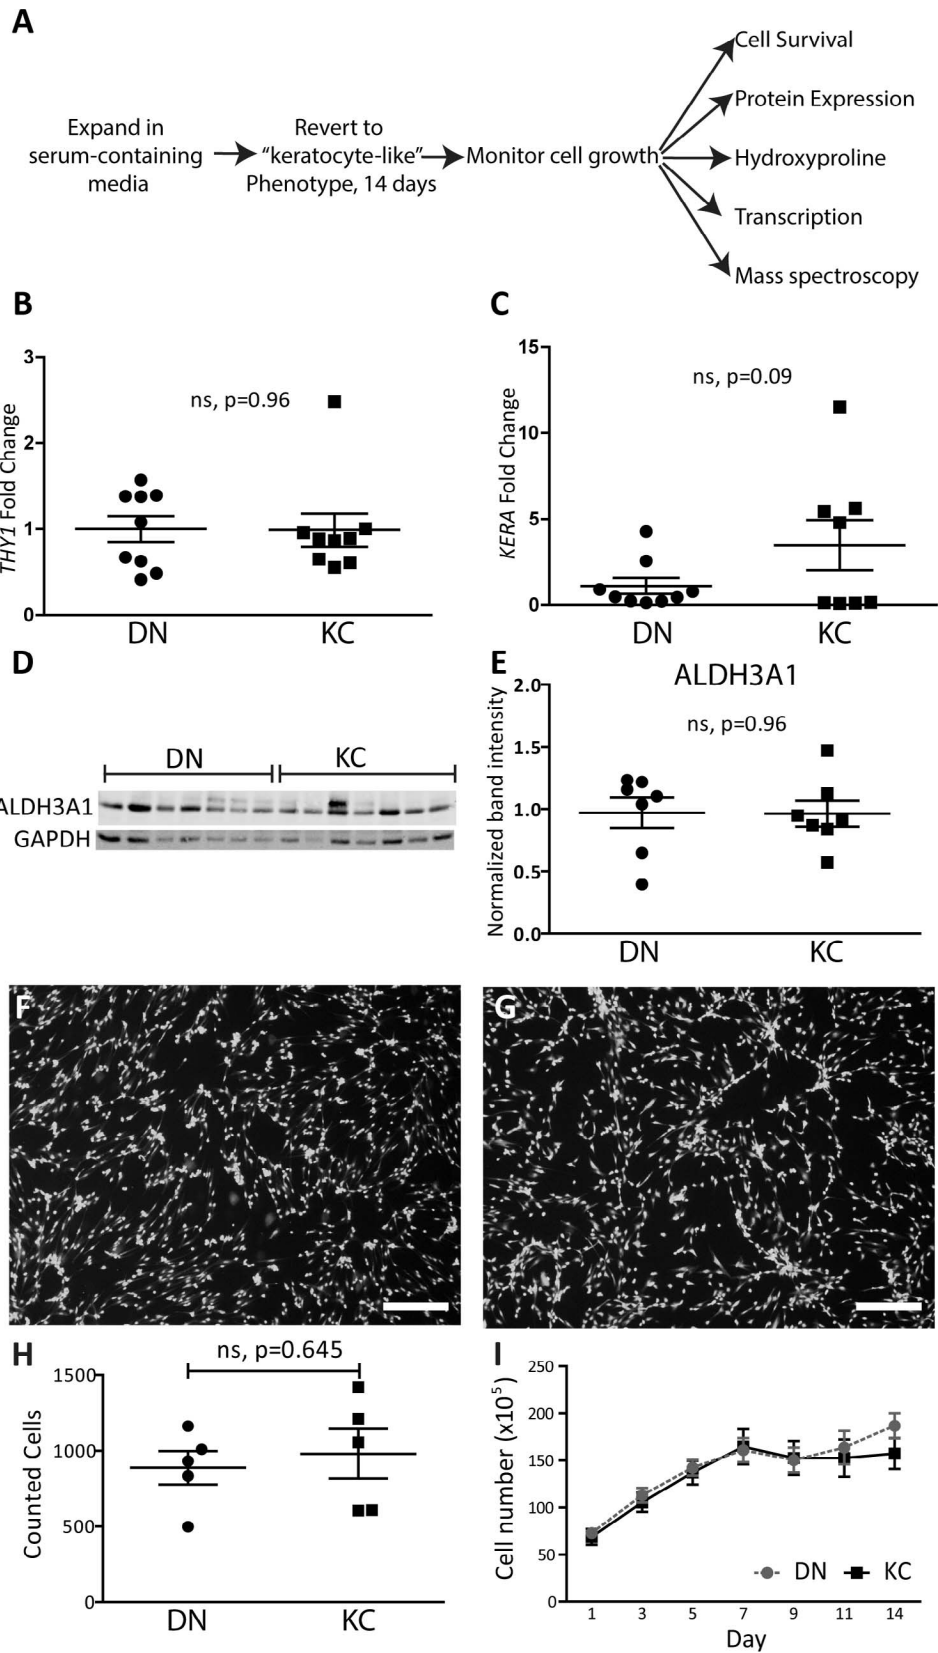 A
Expand in
serum-containing
media
Revert to
“keratocyte-like”
Phenotype, 14 days
Monitor cell growth
Cell Survival
Protein Expression
Hydroxyproline
Transcription
Mass spectroscopy
B
THY1 Fold Change
3
2
1
0
ns, p=0.96
DN
KC
C
KERA Fold Change
15
10
5
0
ns, p=0.09
DN
KC
D
DN
KC
ALDH3A1
GAPDH
E
ALDH3A1
Normalized band intensity
2.0
1.5
1.0
0.5
0.0
ns, p=0.96
DN
KC
F
G
H
ns, p=0.645
Counted Cells
1500
1000
500
0
DN
KC
I
Cell number (x10⁵)
250
200
150
100
50
0
DN
KC
1 3 5 7 9 11 14
Day